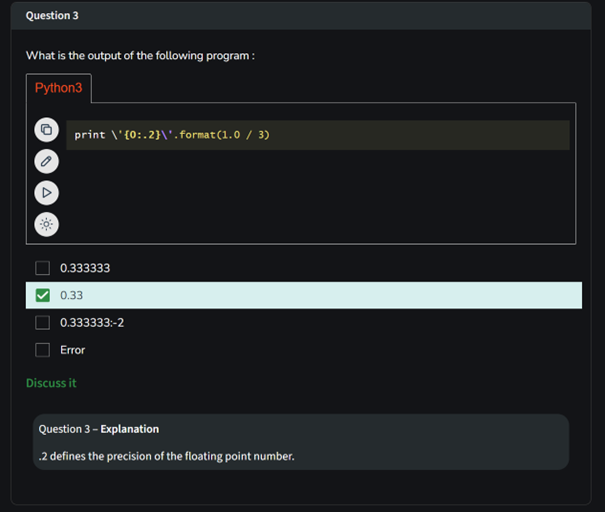 Question 3
What is the output of the following program :
Python3
print \'{0:.2}\'.format(1.0 / 3)
0.333333
0.33
0.333333:-2
Error
Discuss it
Question 3 – Explanation
.2 defines the precision of the floating point number.